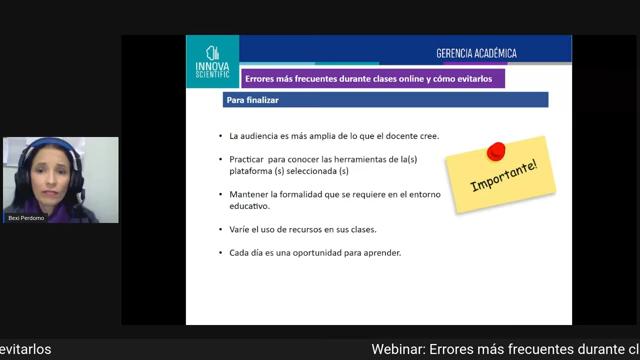 INNOVA
SCIENTIFIC
GERENCIA ACADÉMICA
Errores más frecuentes durante clases online y cómo evitarlos
Para finalizar
• La audiencia es más amplia de lo que el docente cree.
• Practicar para conocer las herramientas de la(s)
plataforma (s) seleccionada (s)
• Mantener la formalidad que se requiere en el entorno
educativo.
• Varíe el uso de recursos en sus clases.
• Cada día es una oportunidad para aprender.
Importante!
Bexi Perdomo
evitarlos
Webinar: Errores más frecuentes durante cl